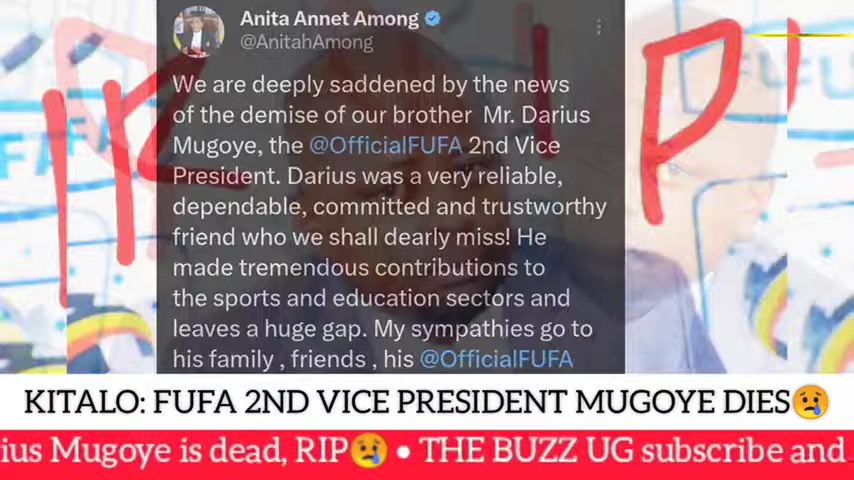 Anita Annet Among
@AnitahAmong
We are deeply saddened by the news
of the demise of our brother Mr. Darius
Mugoye, the @OfficialFUFA 2nd Vice
President. Darius was a very reliable,
dependable, committed and trustworthy
friend who we shall dearly miss! He
made tremendous contributions to
the sports and education sectors and
leaves a huge gap. My sympathies go to
his family , friends , his @OfficialFUFA
KITALO: FUFA 2ND VICE PRESIDENT MUGOYE DIES😢
ius Mugoye is dead, RIP😢 • THE BUZZ UG subscribe and